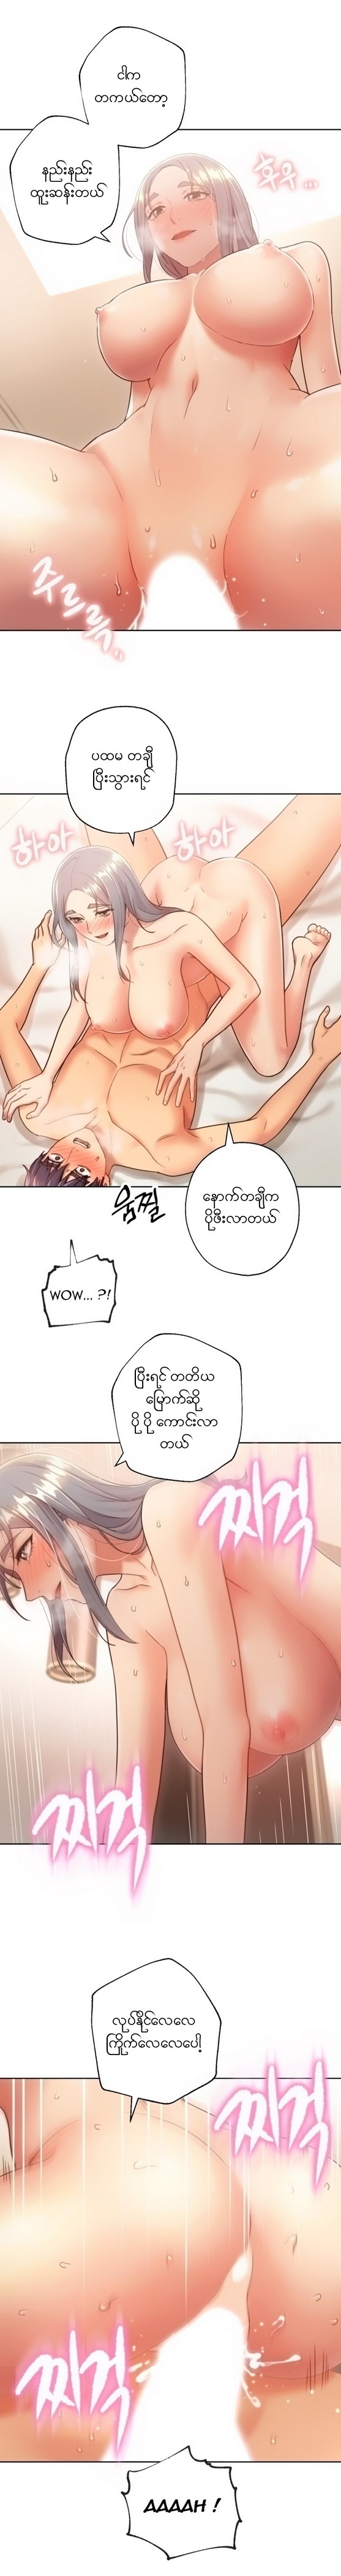 ငါက
တကယ်တော့
နည်းနည်း
ထူးဆန်းတယ်
후우...
주르륵..
ပထမ တချီ
ပြီးသွားရင်
하아
하아
움찔
နောက်တချီက
ပိုဖီးလာတယ်
WOW... ?!
ပြီးရင် တတိယ
မြောက်ဆို
ပို ပို ကောင်းလာ
တယ်
찌걱
찌걱
လုပ်နိုင်လေလေ
ကြိုက်လေလေပေါ့
찌걱
찌걱
AAAAH !